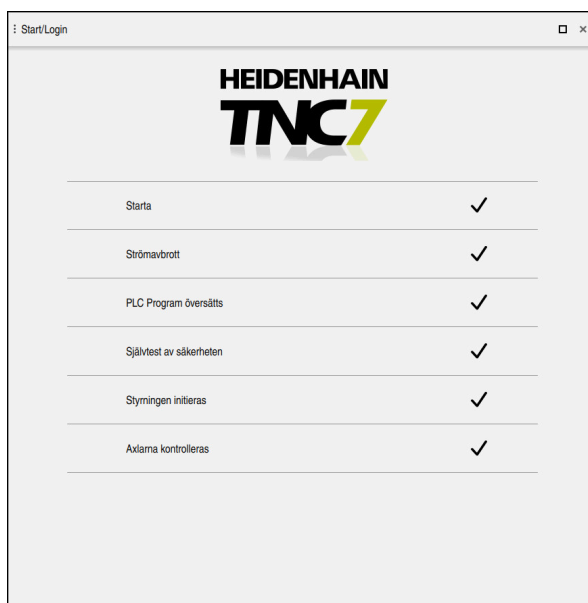 Start/Login
HEIDENHAIN
TNC7
Starta
Strömavbrott
PLC Program översätts
Självtest av säkerheten
Styrningen initieras
Axlarna kontrolleras